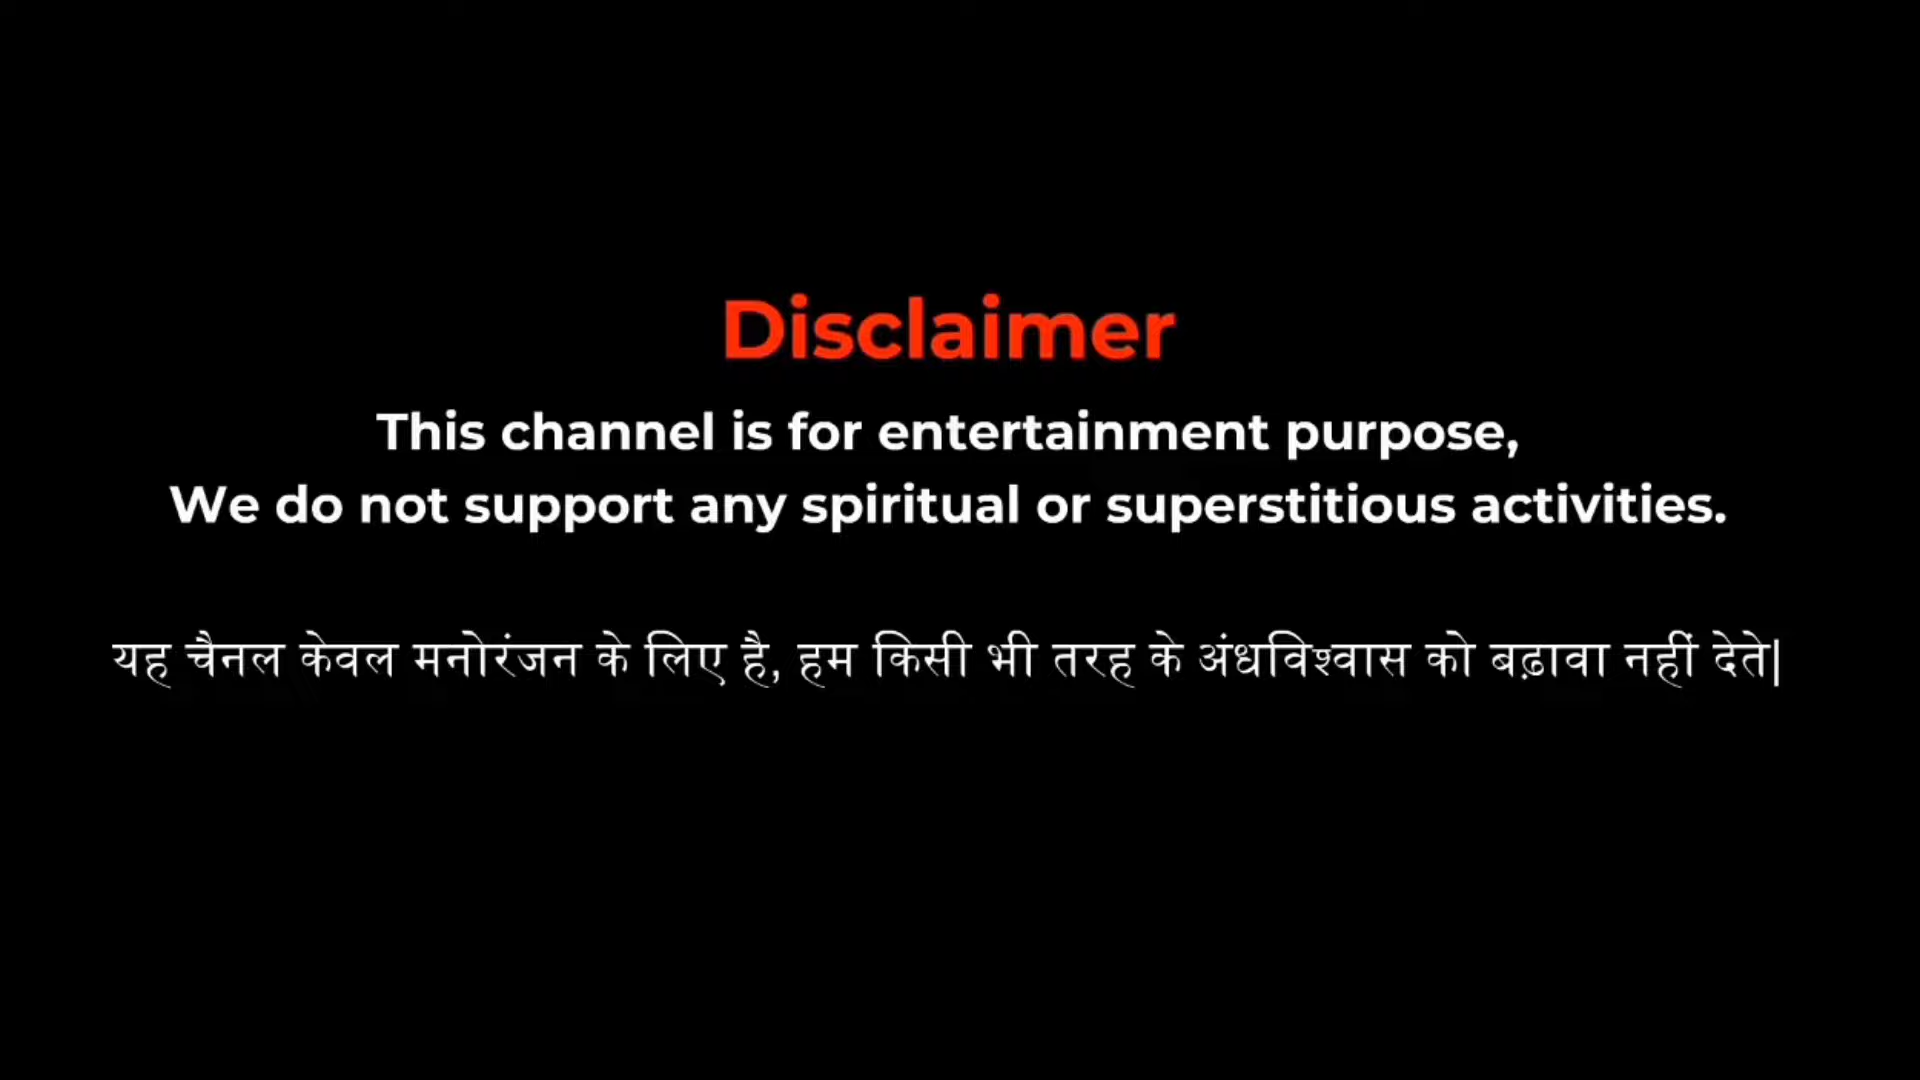 Disclaimer
This channel is for entertainment purpose,
We do not support any spiritual or superstitious activities.
यह चैनल केवल मनोरंजन के लिए है, हम किसी भी तरह के अंधविश्वास को बढ़ावा नहीं देते|